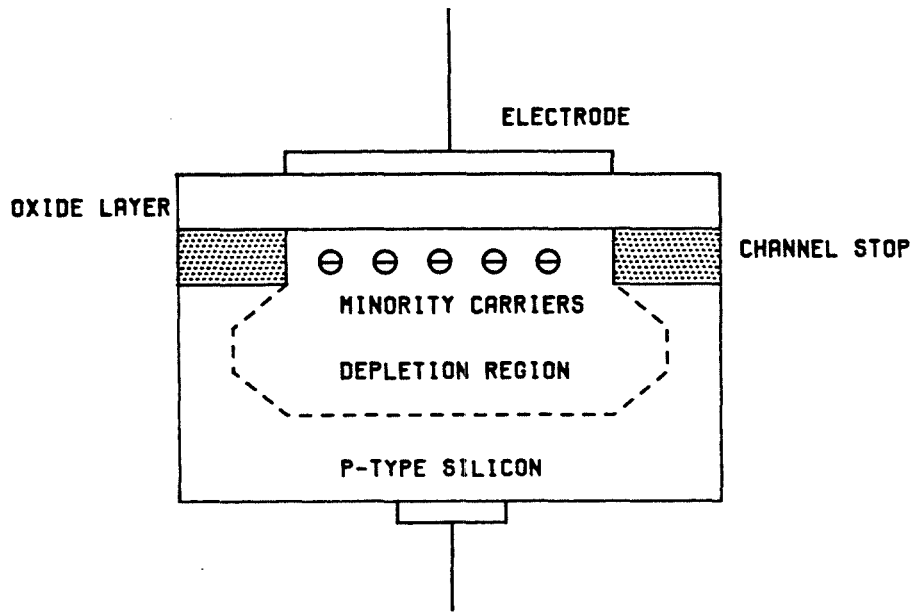 ELECTRODE
OXIDE LAYER
CHANNEL STOP
MINORITY CARRIERS
DEPLETION REGION
P-TYPE SILICON